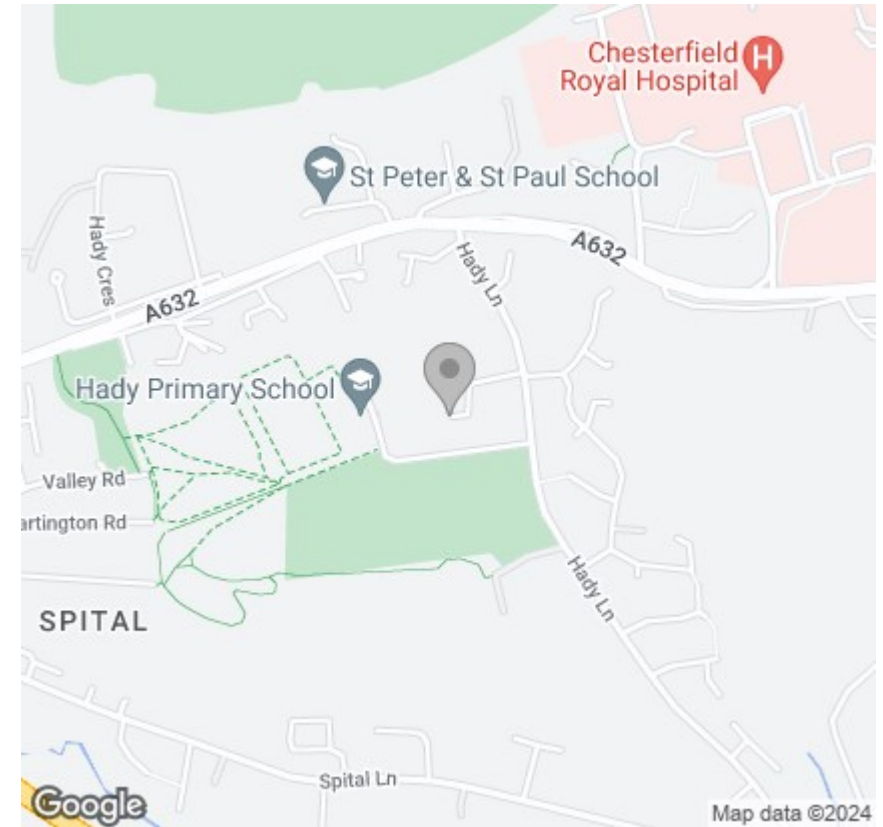 Chesterfield
Royal Hospital
H
St Peter & St Paul School
Hady Cres
A632
Hady Ln
A632
Hady Primary School
Valley Rd
artington Rd
Hady Ln
SPITAL
Spital Ln
Google
Map data ©2024